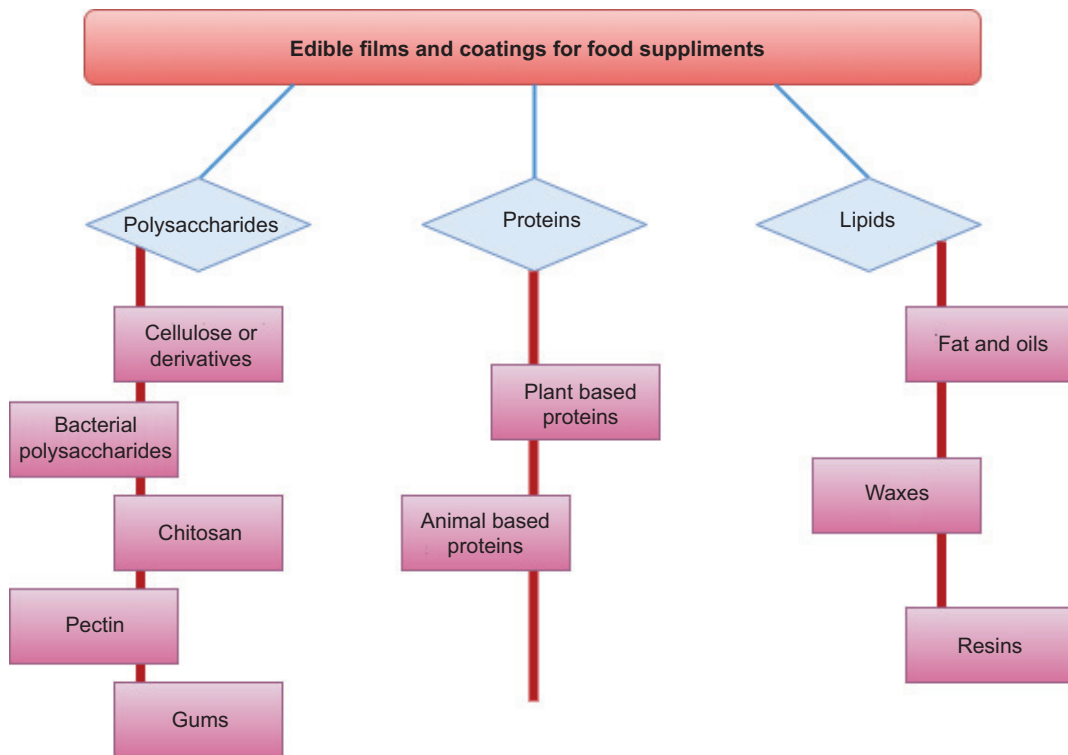 Edible films and coatings for food suppliments
Polysaccharides
Proteins
Lipids
Cellulose or
derivatives
Bacterial
polysaccharides
Chitosan
Pectin
Gums
Plant based
proteins
Animal based
proteins
Fat and oils
Waxes
Resins